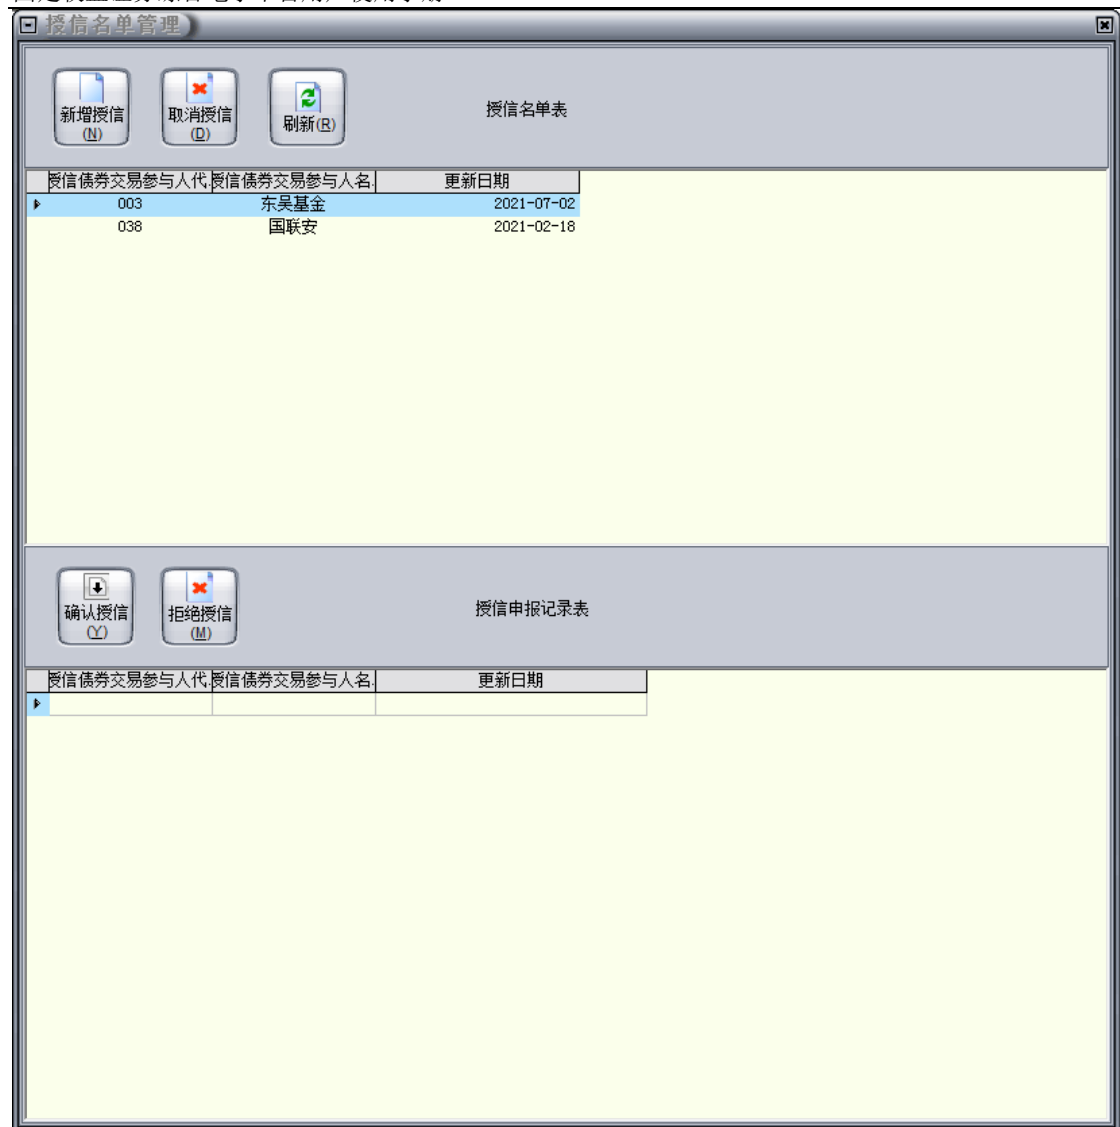 授信名单管理
新增授信
(N)
取消授信
(D)
刷新(R)
授信名单表
授信债券交易参与人代. 授信债券交易参与人名. 更新日期
003 东吴基金 2021-07-02
038 国联安 2021-02-18
确认授信
(Y)
拒绝授信
(M)
授信申报记录表
授信债券交易参与人代. 授信债券交易参与人名. 更新日期